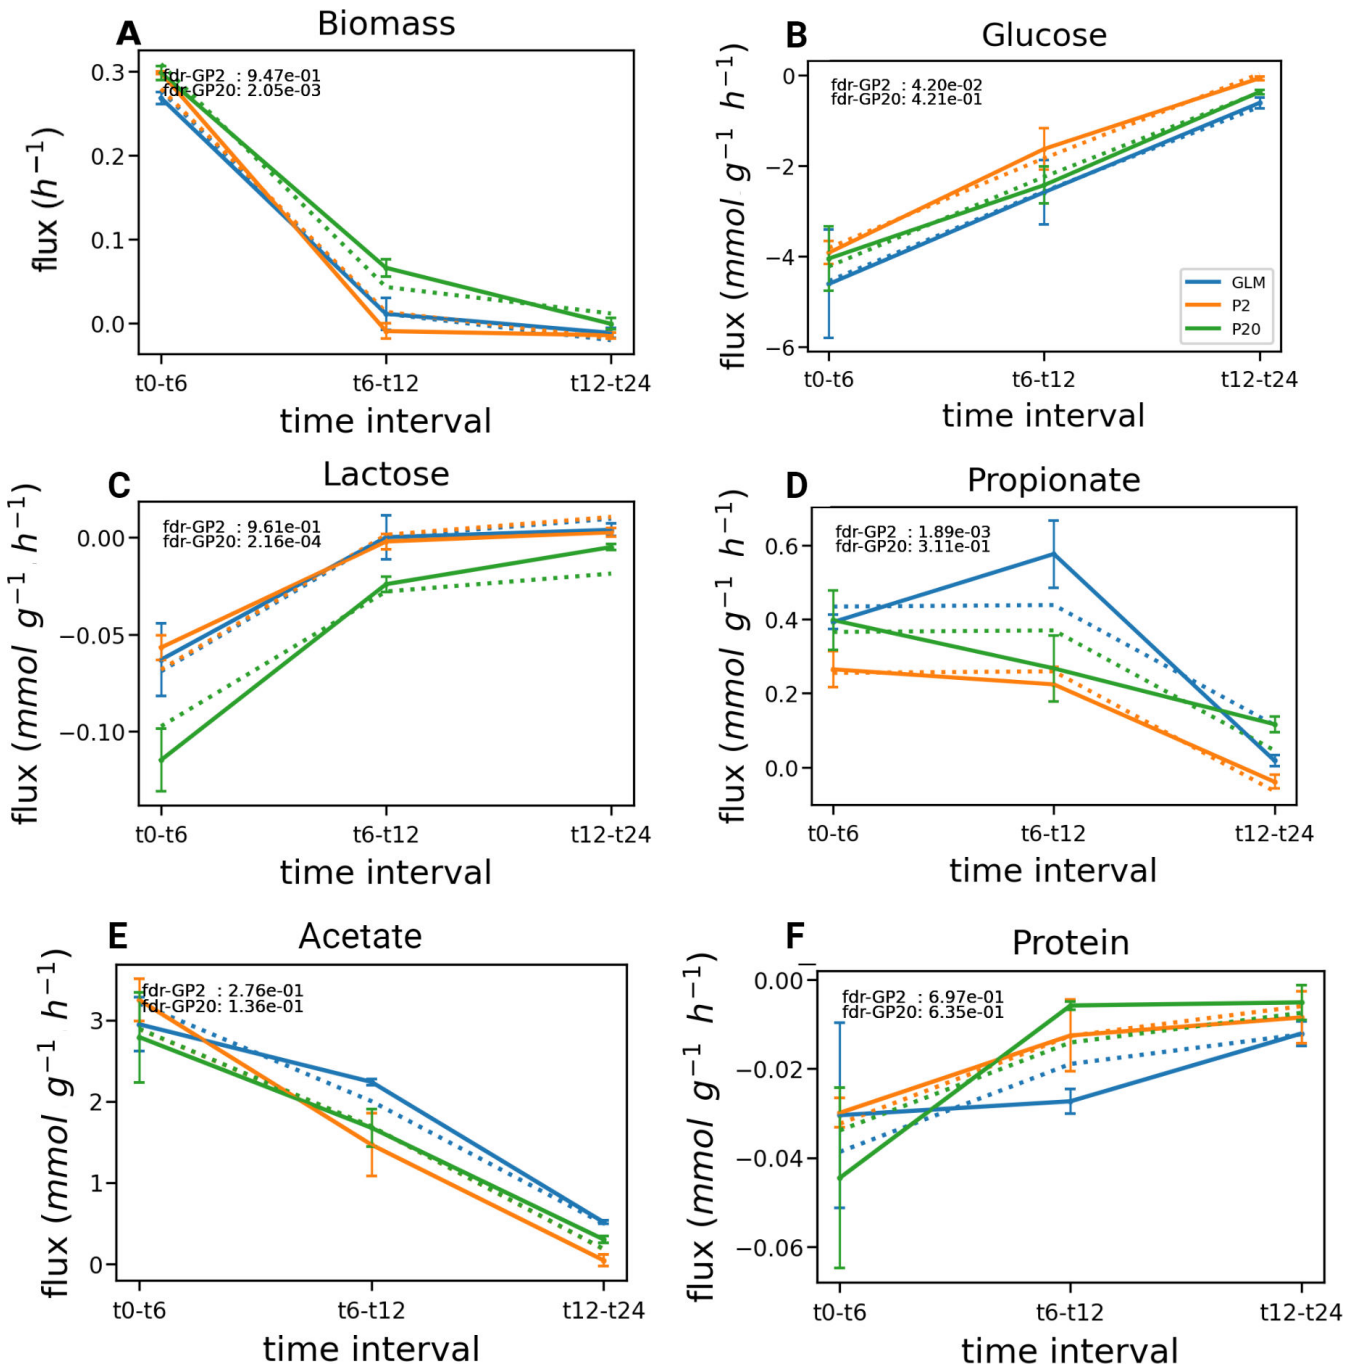 A
Biomass
fdr-GP2 : 9.47e-01
fdr-GP20: 2.05e-03
0.3
0.2
0.1
0.0
flux (h⁻¹)
t0-t6
t6-t12
t12-t24
time interval
B
Glucose
fdr-GP2 : 4.20e-02
fdr-GP20: 4.21e-01
0
−2
−4
−6
flux (mmol g⁻¹ h⁻¹)
GLM
P2
P20
t0-t6
t6-t12
t12-t24
time interval
C
Lactose
fdr-GP2 : 9.61e-01
fdr-GP20: 2.16e-04
0.00
−0.05
−0.10
flux (mmol g⁻¹ h⁻¹)
t0-t6
t6-t12
t12-t24
time interval
D
Propionate
fdr-GP2 : 1.89e-03
fdr-GP20: 3.11e-01
0.6
0.4
0.2
0.0
flux (mmol g⁻¹ h⁻¹)
t0-t6
t6-t12
t12-t24
time interval
E
Acetate
fdr-GP2 : 2.76e-01
fdr-GP20: 1.36e-01
3
2
1
0
flux (mmol g⁻¹ h⁻¹)
t0-t6
t6-t12
t12-t24
time interval
F
Protein
fdr-GP2 : 6.97e-01
fdr-GP20: 6.35e-01
0.00
−0.02
−0.04
−0.06
flux (mmol g⁻¹ h⁻¹)
t0-t6
t6-t12
t12-t24
time interval